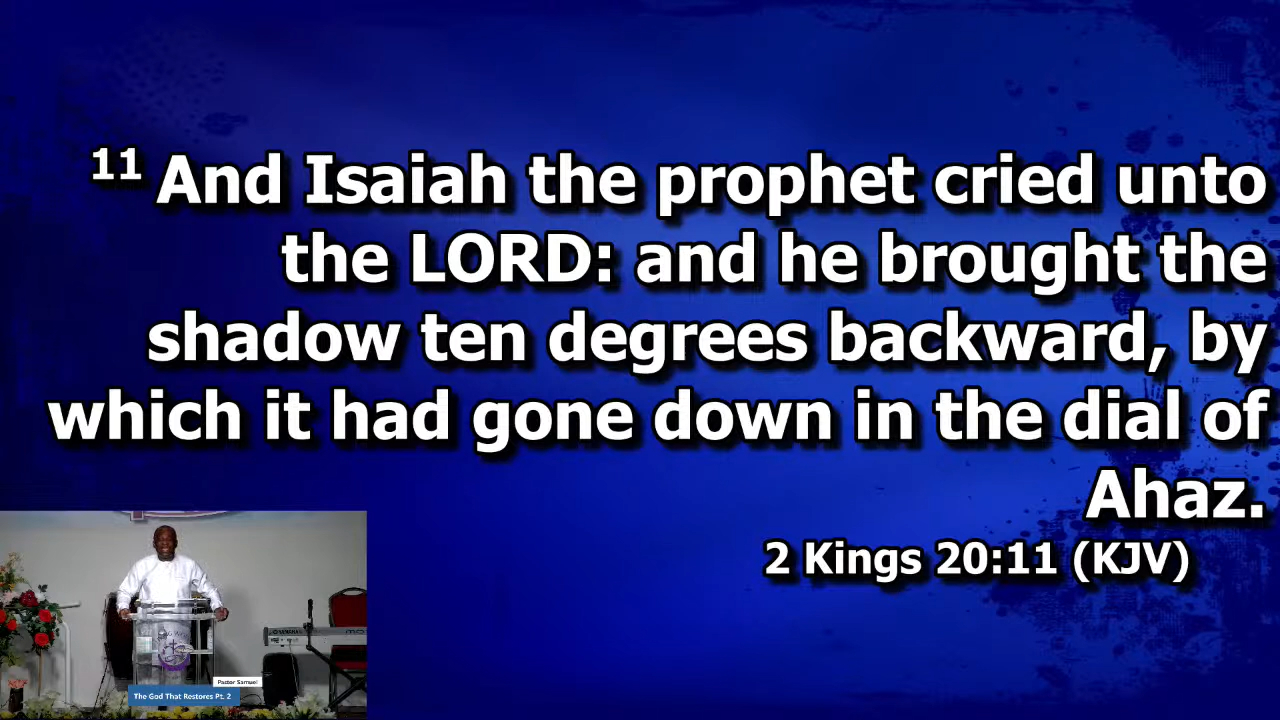 11 And Isaiah the prophet cried unto
the LORD: and he brought the
shadow ten degrees backward, by
which it had gone down in the dial of
Ahaz.
2 Kings 20:11 (KJV)
Pastor Samuel
The God That Restores Pt. 2
YAMAHA